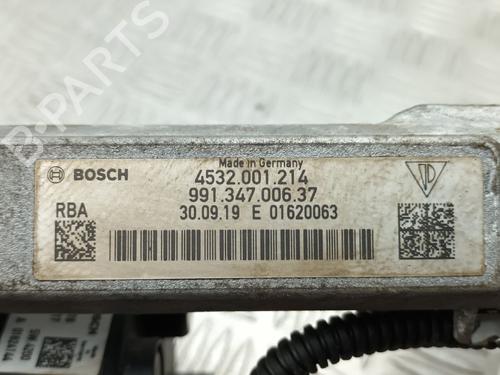 B-PARTS
BOSCH
Made in Germany
4532.001.214
991.347.006.37
RBA
30.09.19 E 01620063